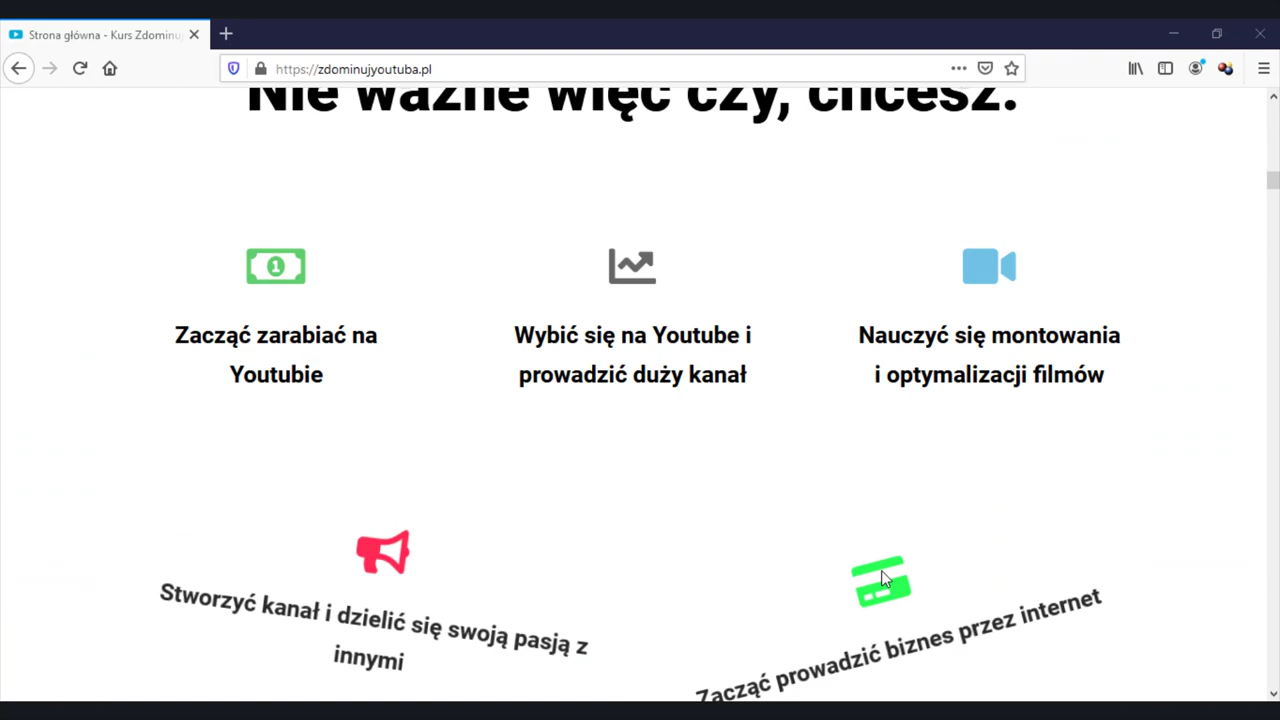 Strona główna - Kurs Zdominuj
https://zdominujyoutuba.pl
Nie ważne więc czy, chcesz:
1
Zacząć zarabiać na
Youtubie
Wybić się na Youtube i
prowadzić duży kanał
Nauczyć się montowania
i optymalizacji filmów
Stworzyć kanał i dzielić się swoją pasją z
innymi
Zacząć prowadzić biznes przez internet